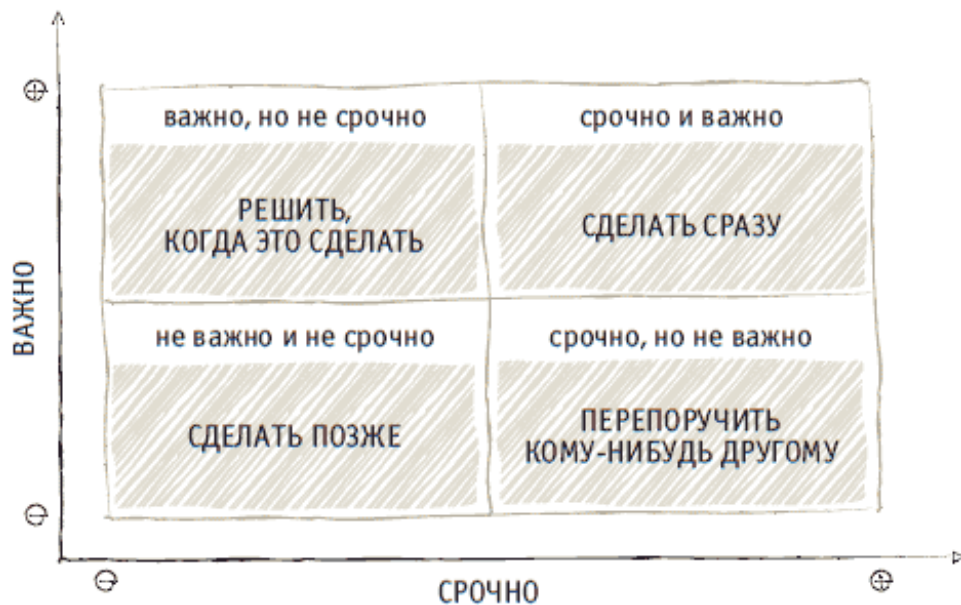 важно, но не срочно
РЕШИТЬ,
КОГДА ЭТО СДЕЛАТЬ
срочно и важно
СДЕЛАТЬ СРАЗУ
не важно и не срочно
СДЕЛАТЬ ПОЗЖЕ
срочно, но не важно
ПЕРЕПОРУЧИТЬ
КОМУ-НИБУДЬ ДРУГОМУ
ВАЖНО
СРОЧНО